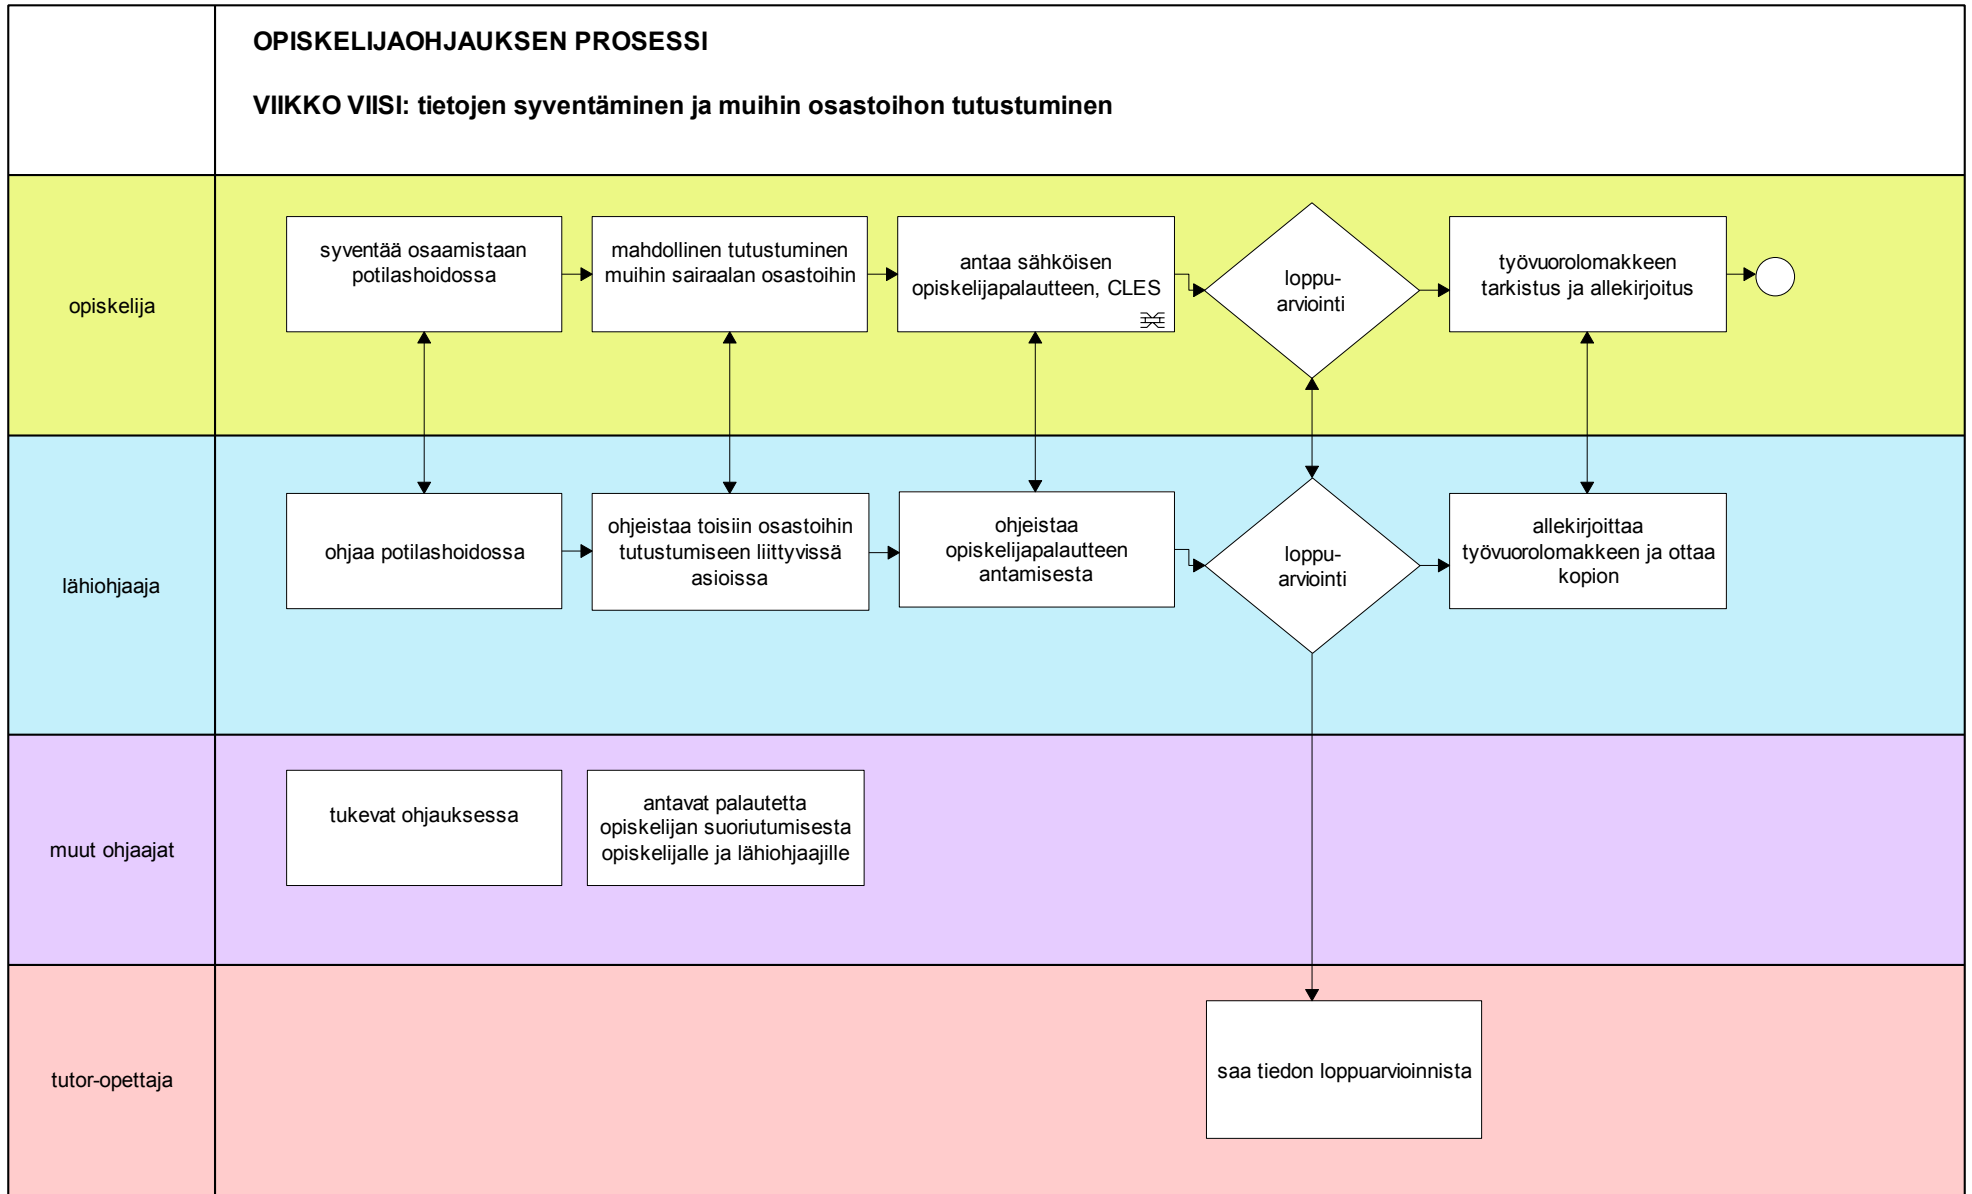 OPISKELIJAOHJAUKSEN PROSESSI
VIIKKO VIISI: tietojen syventäminen ja muihin osastoihon tutustuminen
opiskelija
syventää osaamistaan
potilashoidossa
mahdollinen tutustuminen
muihin sairaalan osastoihin
antaa sähköisen
opiskelijapalautteen, CLES
loppu-
arviointi
työvuorolomakkeen
tarkistus ja allekirjoitus
lähiohjaaja
ohjaa potilashoidossa
ohjeistaa toisiin osastoihin
tutustumiseen liittyvissä
asioissa
ohjeistaa
opiskelijapalautteen
antamisesta
loppu-
arviointi
allekirjoittaa
työvuorolomakkeen ja ottaa
kopion
muut ohjaajat
tukevat ohjauksessa
antavat palautetta
opiskelijan suoriutumisesta
opiskelijalle ja lähiohjaajille
tutor-opettaja
saa tiedon loppuarvioinnista